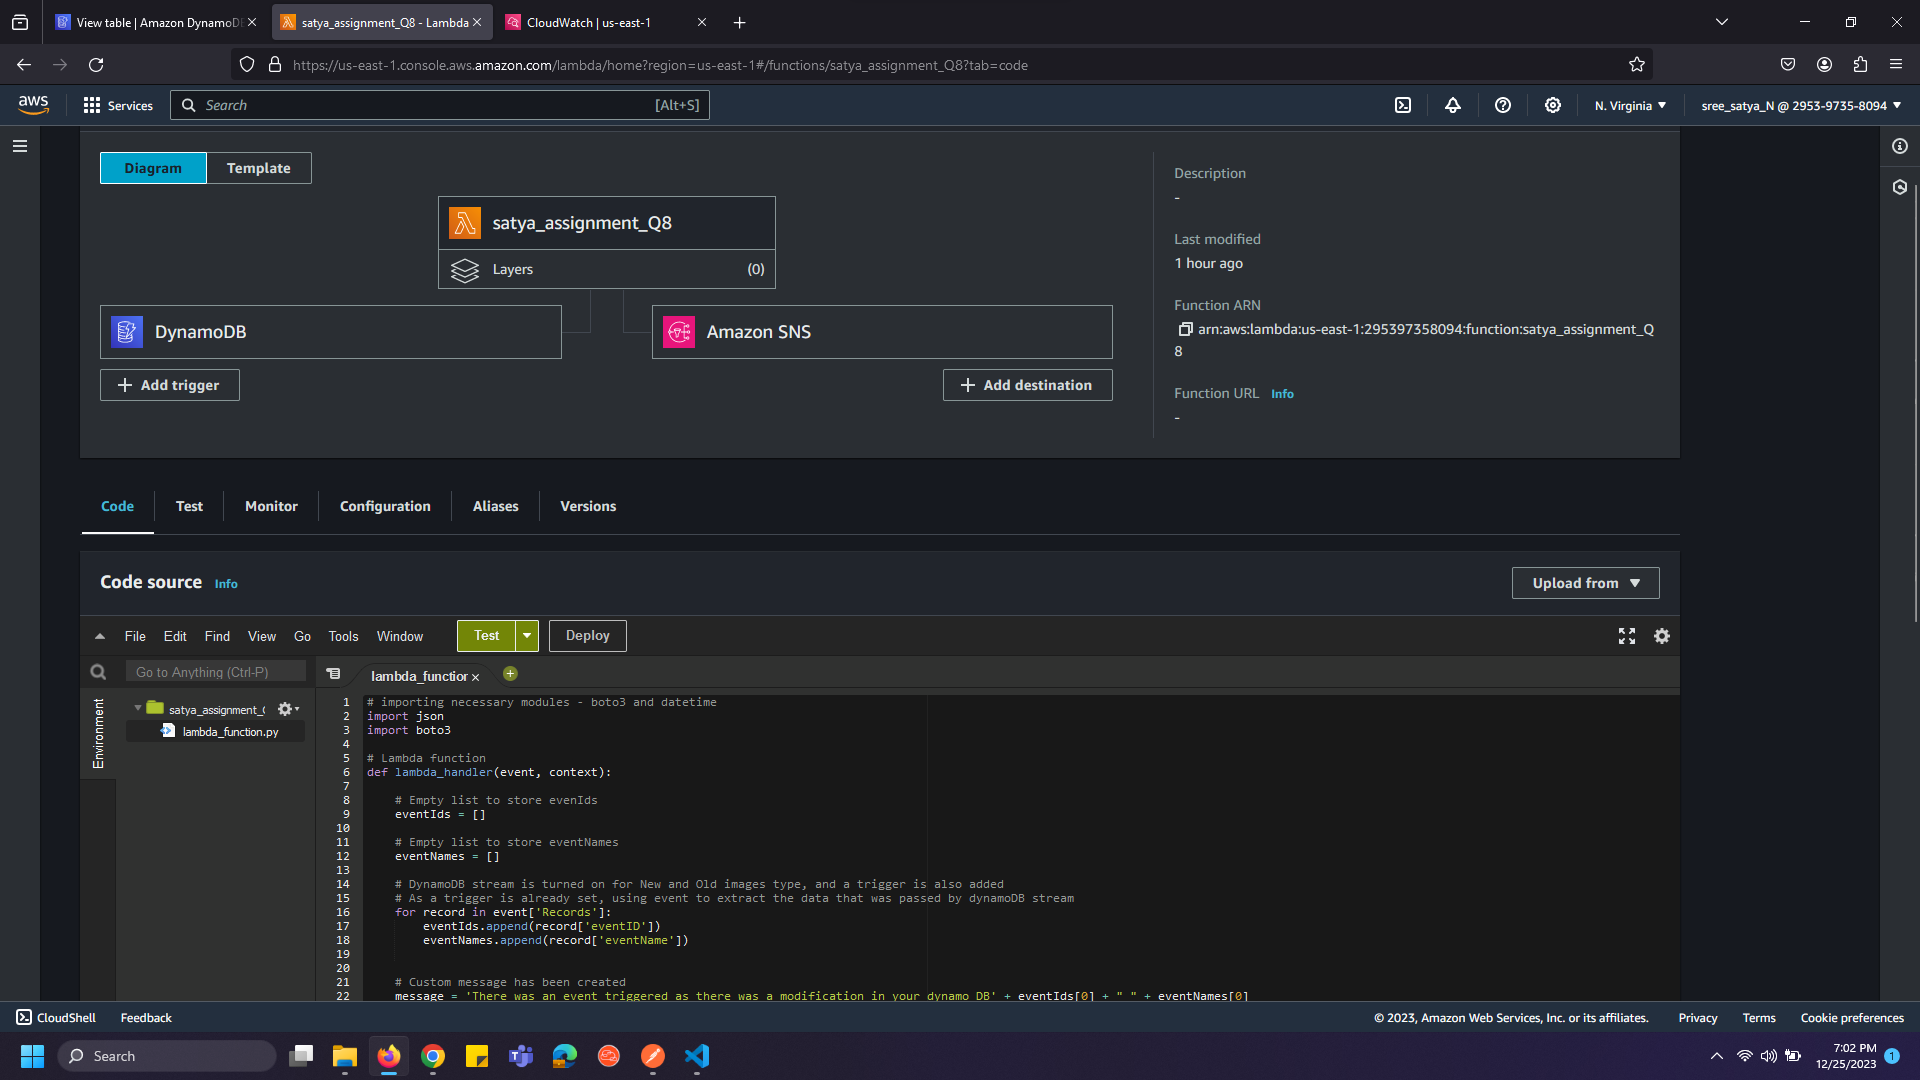 View table | Amazon DynamoDB
satya_assignment_Q8 - Lambda
CloudWatch | us-east-1
https://us-east-1.console.aws.amazon.com/lambda/home?region=us-east-1#/functions/satya_assignment_Q8?tab=code
aws
Services
Search
[Alt+S]
N. Virginia
sree_satya_N @ 2953-9735-8094
Diagram
Template
satya_assignment_Q8
Layers
(0)
DynamoDB
Amazon SNS
Add trigger
Add destination
Description
-
Last modified
1 hour ago
Function ARN
arn:aws:lambda:us-east-1:295397358094:function:satya_assignment_Q
8
Function URL Info
-
Code
Test
Monitor
Configuration
Aliases
Versions
Code source Info
Upload from
File Edit Find View Go Tools Window
Test
Deploy
Go to Anything (Ctrl-P)
lambda_function
Environment
satya_assignment_
lambda_function.py
1 # importing necessary modules - boto3 and datetime
2 import json
3 import boto3
4
5 # Lambda function
6 def lambda_handler(event, context):
7
8 # Empty list to store evenIds
9 eventIds = []
10
11 # Empty list to store eventNames
12 eventNames = []
13
14 # DynamoDB stream is turned on for New and Old images type, and a trigger is also added
15 # As a trigger is already set, using event to extract the data that was passed by dynamoDB stream
16 for record in event['Records']:
17 eventIds.append(record['eventID'])
18 eventNames.append(record['eventName'])
19
20
21 # Custom message has been created
22 message = 'There was an event triggered as there was a modification in your dynamo DB' + eventIds[0] + " " + eventNames[0]
CloudShell
Feedback
© 2023, Amazon Web Services, Inc. or its affiliates.
Privacy
Terms
Cookie preferences
Search
7:02 PM
12/25/2023
1